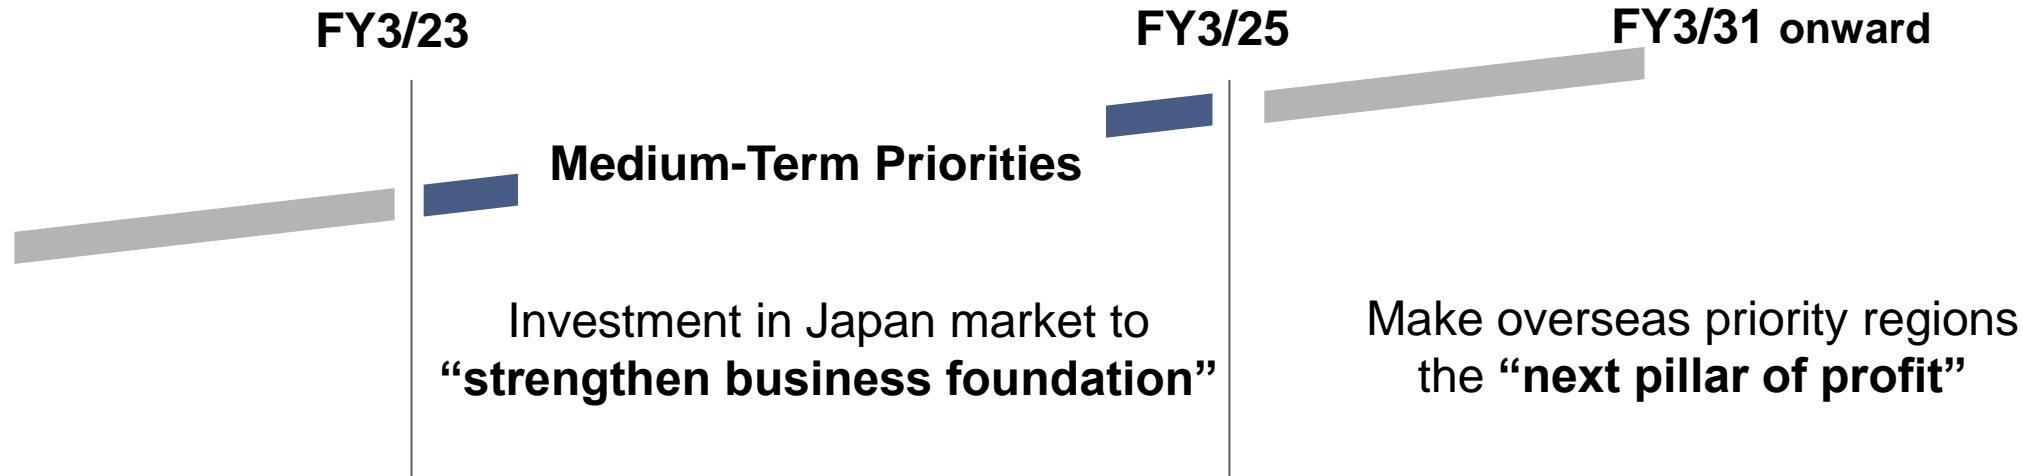 FY3/23
FY3/25
FY3/31 onward
Medium-Term Priorities
Investment in Japan market to
“strengthen business foundation”
Make overseas priority regions
the “next pillar of profit”